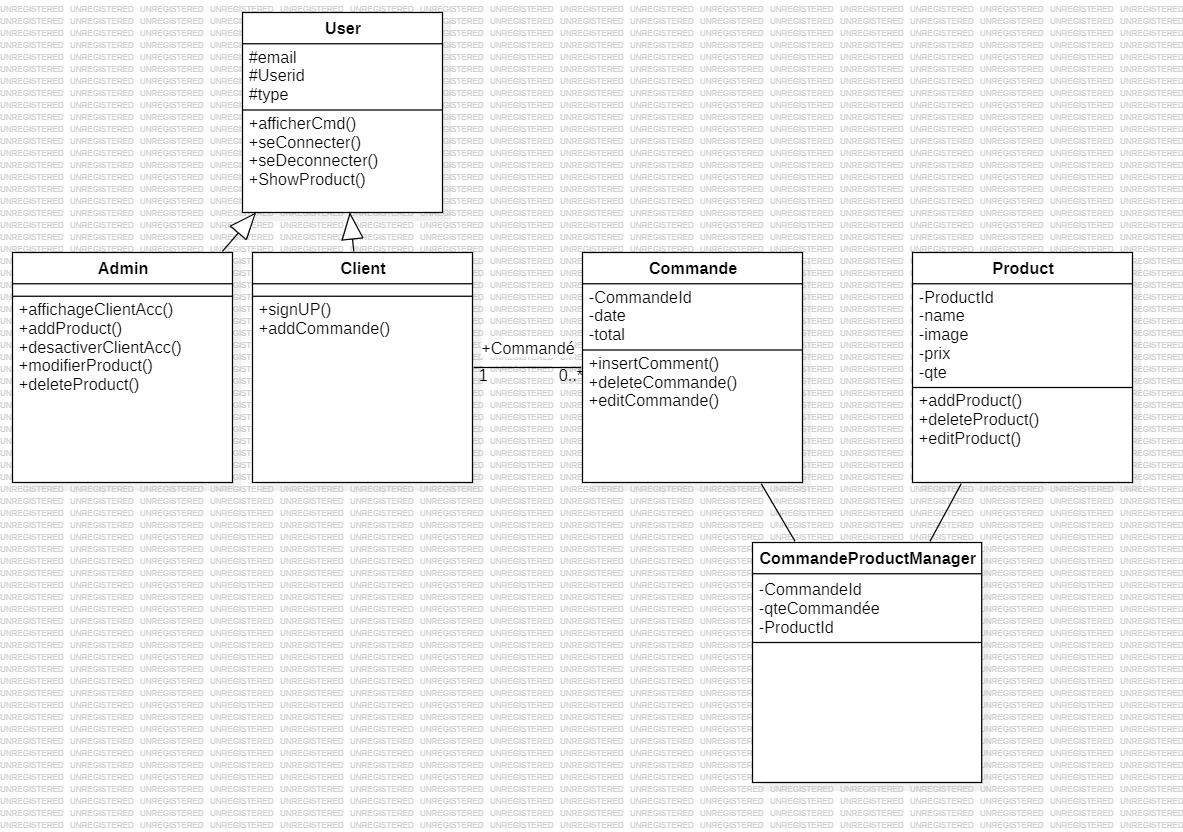 User
#email
#Userid
#type
+afficherCmd()
+seConnecter()
+seDeconnecter()
+ShowProduct()
Admin
+affichageClientAcc()
+addProduct()
+desactiverClientAcc()
+modifierProduct()
+deleteProduct()
Client
+signUP()
+addCommande()
+Commandé
1
0..*
Commande
-CommandeId
-date
-total
+insertComment()
+deleteCommande()
+editCommande()
Product
-ProductId
-name
-image
-prix
-qte
+addProduct()
+deleteProduct()
+editProduct()
CommandeProductManager
-CommandeId
-qteCommandée
-ProductId
UNREGISTERED